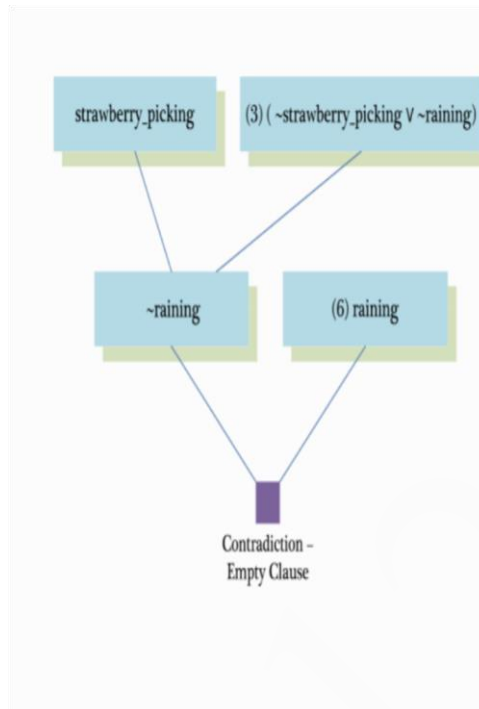 strawberry_picking
(3) ( ~strawberry_picking ∨ ~raining)
~raining
(6) raining
Contradiction –
Empty Clause